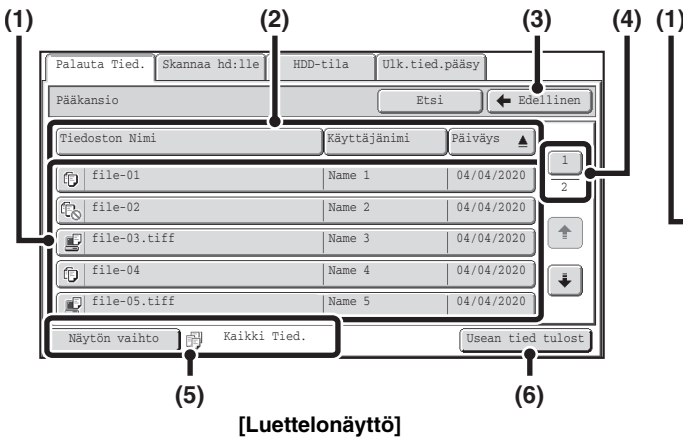 (1) (2) (3) (4) (1)
Palauta Tied. Skannaa hd:lle HDD-tila Ulk.tied.pääsy
Pääkansio Etsi Edellinen
Tiedoston Nimi Käyttäjänimi Päiväys
1
file-01 Name 1 04/04/2020
2
file-02 Name 2 04/04/2020
file-03.tiff Name 3 04/04/2020
file-04 Name 4 04/04/2020
file-05.tiff Name 5 04/04/2020
Näytön vaihto Kaikki Tied. Usean tied tulost
(5) (6)
[Luettelonäyttö]